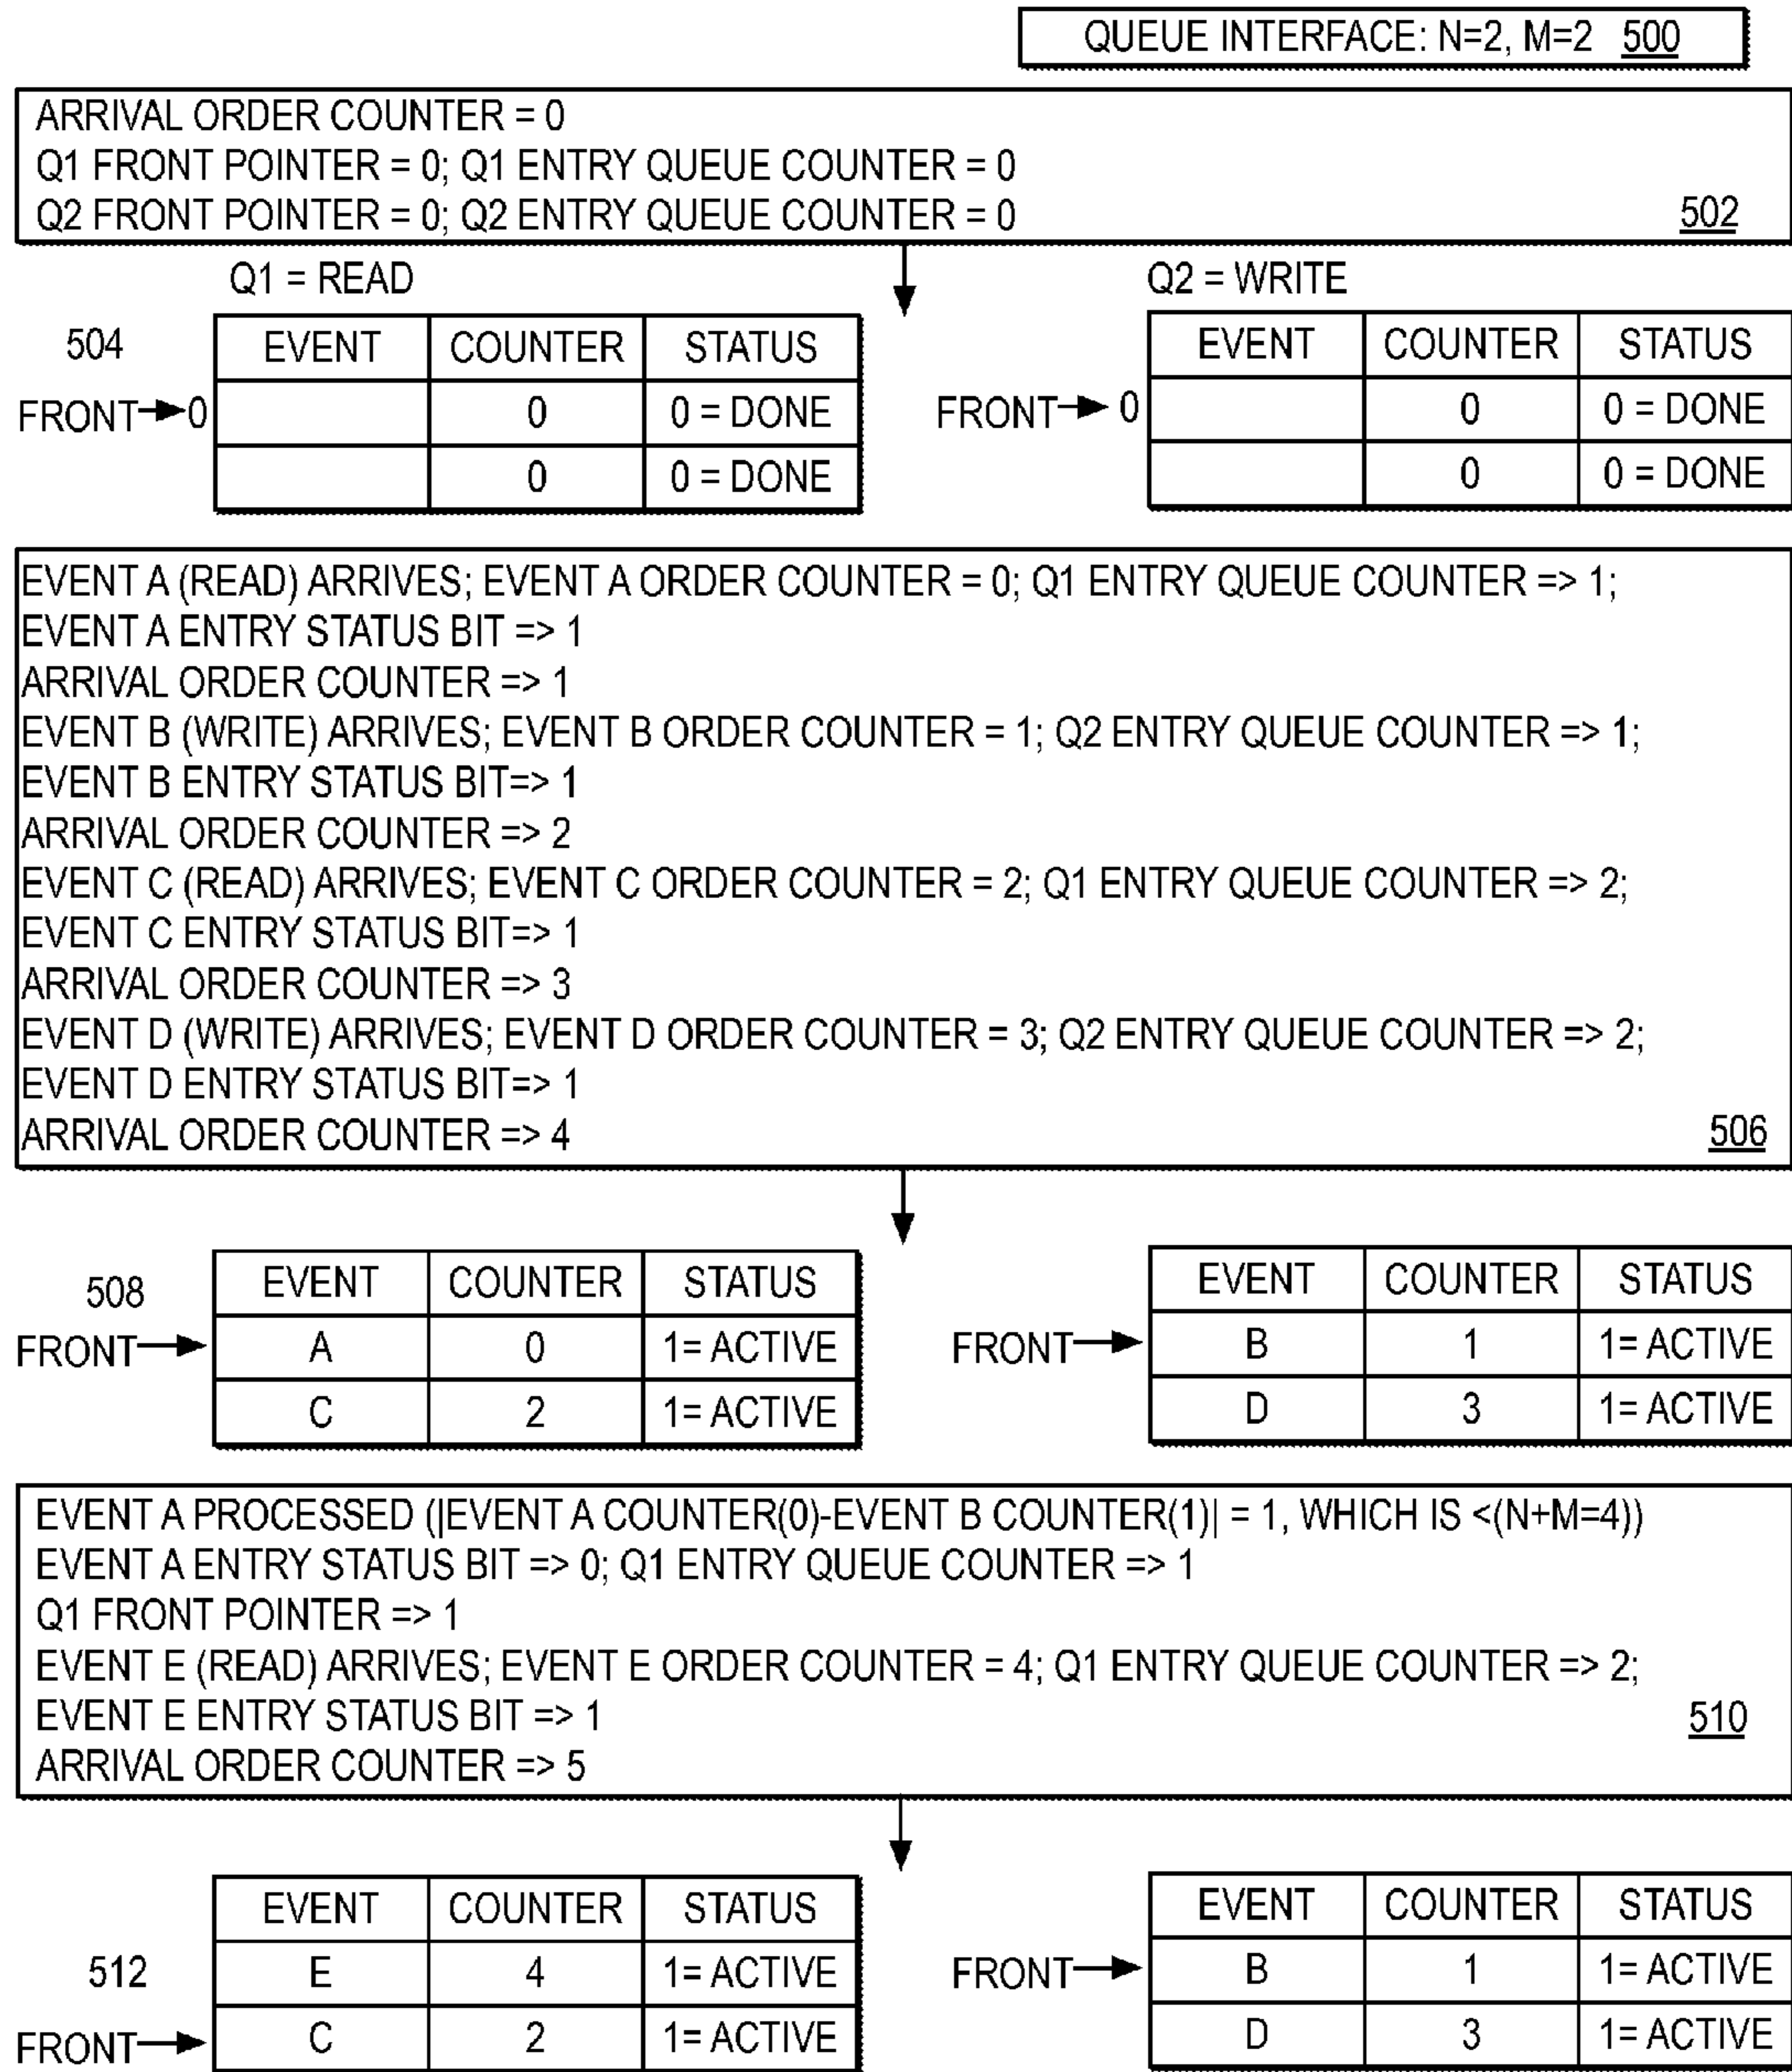 QUEUE INTERFACE: N=2, M=2 500
ARRIVAL ORDER COUNTER = 0
Q1 FRONT POINTER = 0; Q1 ENTRY QUEUE COUNTER = 0
Q2 FRONT POINTER = 0; Q2 ENTRY QUEUE COUNTER = 0 502
Q1 = READ Q2 = WRITE
504 EVENT COUNTER STATUS EVENT COUNTER STATUS
FRONT 0 0 0 = DONE FRONT 0 0 0 = DONE
0 0 = DONE 0 0 = DONE
EVENT A (READ) ARRIVES; EVENT A ORDER COUNTER = 0; Q1 ENTRY QUEUE COUNTER => 1;
EVENT A ENTRY STATUS BIT => 1
ARRIVAL ORDER COUNTER => 1
EVENT B (WRITE) ARRIVES; EVENT B ORDER COUNTER = 1; Q2 ENTRY QUEUE COUNTER => 1;
EVENT B ENTRY STATUS BIT=> 1
ARRIVAL ORDER COUNTER => 2
EVENT C (READ) ARRIVES; EVENT C ORDER COUNTER = 2; Q1 ENTRY QUEUE COUNTER => 2;
EVENT C ENTRY STATUS BIT=> 1
ARRIVAL ORDER COUNTER => 3
EVENT D (WRITE) ARRIVES; EVENT D ORDER COUNTER = 3; Q2 ENTRY QUEUE COUNTER => 2;
EVENT D ENTRY STATUS BIT=> 1
ARRIVAL ORDER COUNTER => 4 506
508 EVENT COUNTER STATUS EVENT COUNTER STATUS
FRONT A 0 1= ACTIVE FRONT B 1 1= ACTIVE
C 2 1= ACTIVE D 3 1= ACTIVE
EVENT A PROCESSED (|EVENT A COUNTER(0)-EVENT B COUNTER(1)| = 1, WHICH IS <(N+M=4))
EVENT A ENTRY STATUS BIT => 0; Q1 ENTRY QUEUE COUNTER => 1
Q1 FRONT POINTER => 1
EVENT E (READ) ARRIVES; EVENT E ORDER COUNTER = 4; Q1 ENTRY QUEUE COUNTER => 2;
EVENT E ENTRY STATUS BIT => 1 510
ARRIVAL ORDER COUNTER => 5
EVENT COUNTER STATUS EVENT COUNTER STATUS
512 E 4 1= ACTIVE FRONT B 1 1= ACTIVE
FRONT C 2 1= ACTIVE D 3 1= ACTIVE